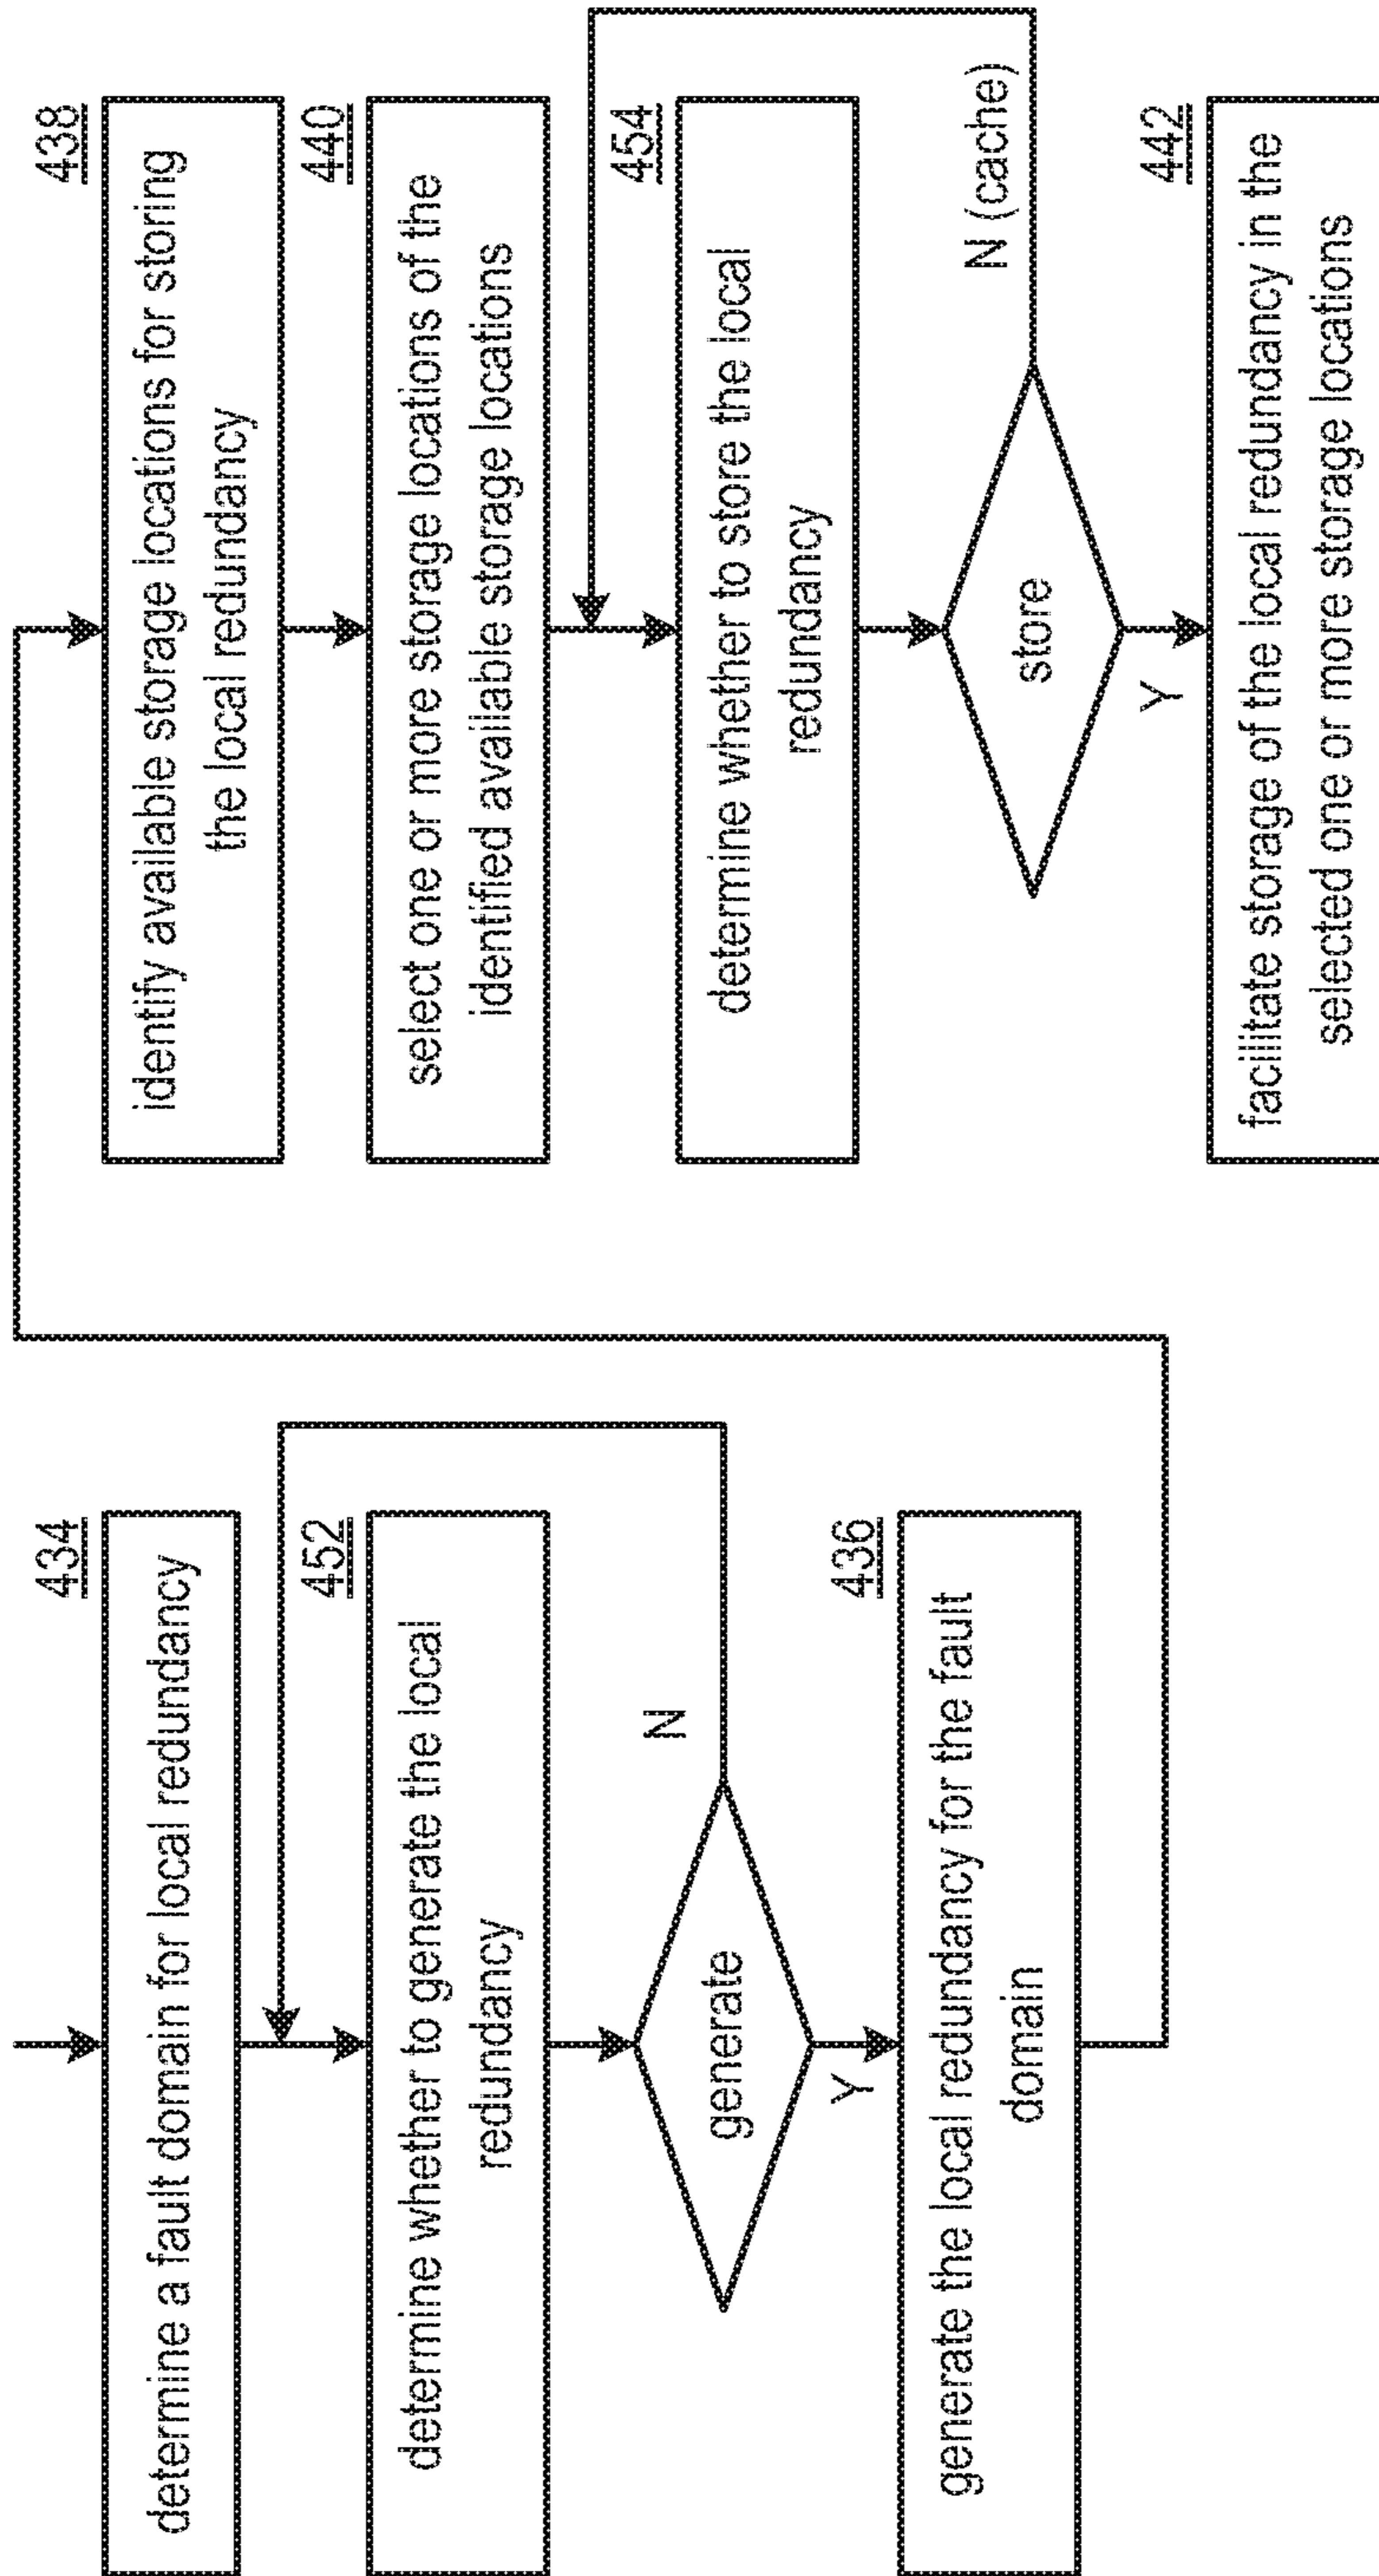 434
determine a fault domain for local redundancy
452
determine whether to generate the local
redundancy
generate
N
Y
436
generate the local redundancy for the fault
domain
438
identify available storage locations for storing
the local redundancy
440
select one or more storage locations of the
identified available storage locations
454
determine whether to store the local
redundancy
store
N (cache)
Y
442
facilitate storage of the local redundancy in the
selected one or more storage locations